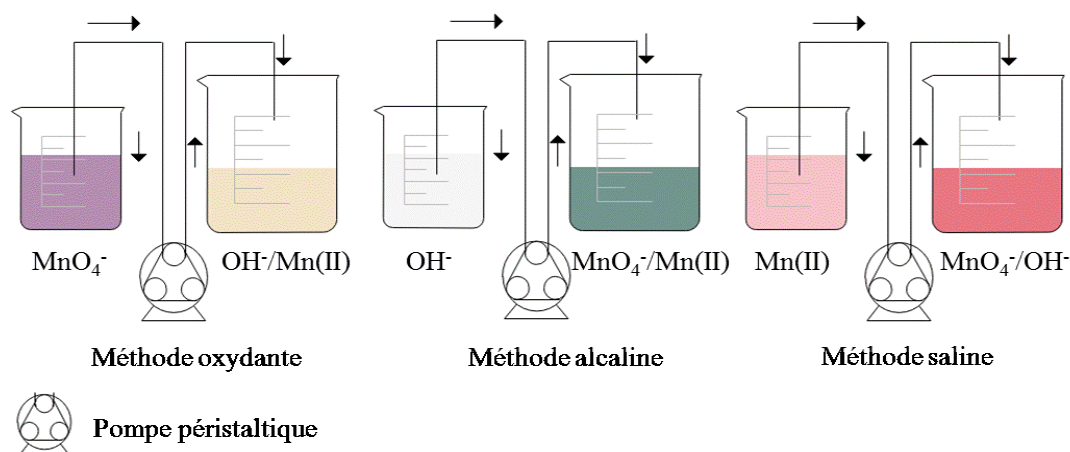 MnO₄⁻ OH⁻/Mn(II) OH⁻ MnO₄⁻/Mn(II) Mn(II) MnO₄⁻/OH⁻
Méthode oxydante Méthode alcaline Méthode saline
Pompe péristaltique